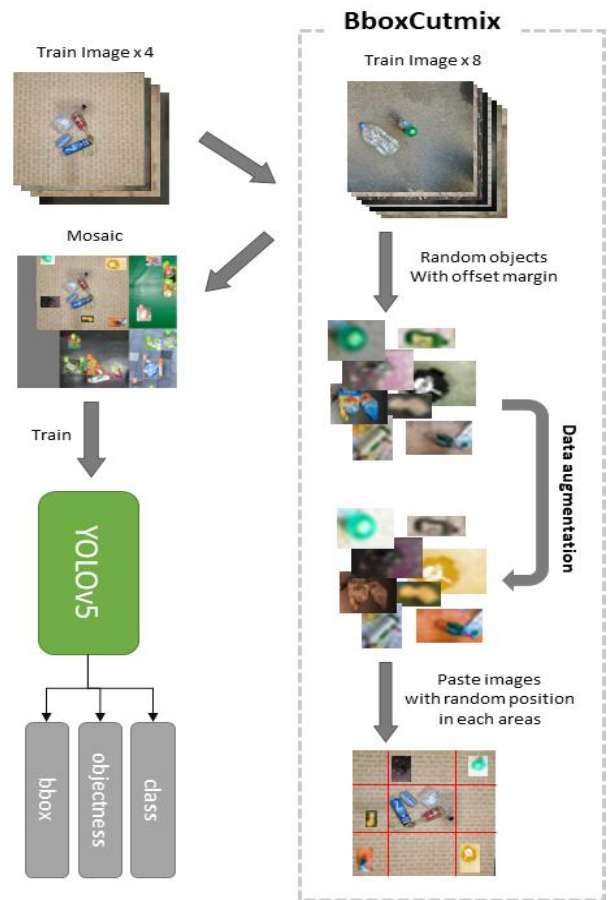 BboxCutmix
Train Image x 4
Train Image x 8
Mosaic
Random objects
With offset margin
Train
Data augmentation
YOLOv5
Paste images
with random position
in each areas
bbox
objectness
class